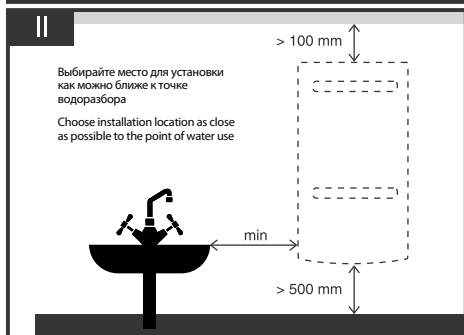 II
> 100 mm
Выбирайте место для установки
как можно ближе к точке
водоразбора
Choose installation location as close
as possible to the point of water use
min
> 500 mm